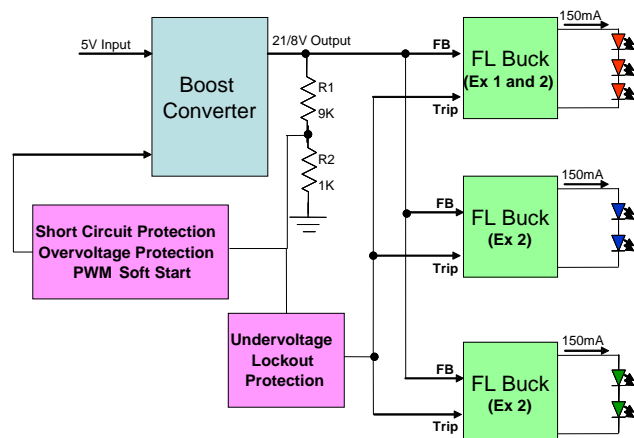 5V Input
21/8V Output
Boost
Converter
R1
9K
R2
1K
FB
Trip
FL Buck
(Ex 1 and 2)
150mA
Short Circuit Protection
Overvoltage Protection
PWM Soft Start
FB
Trip
FL Buck
(Ex 2)
150mA
Undervoltage
Lockout
Protection
FB
Trip
FL Buck
(Ex 2)
150mA